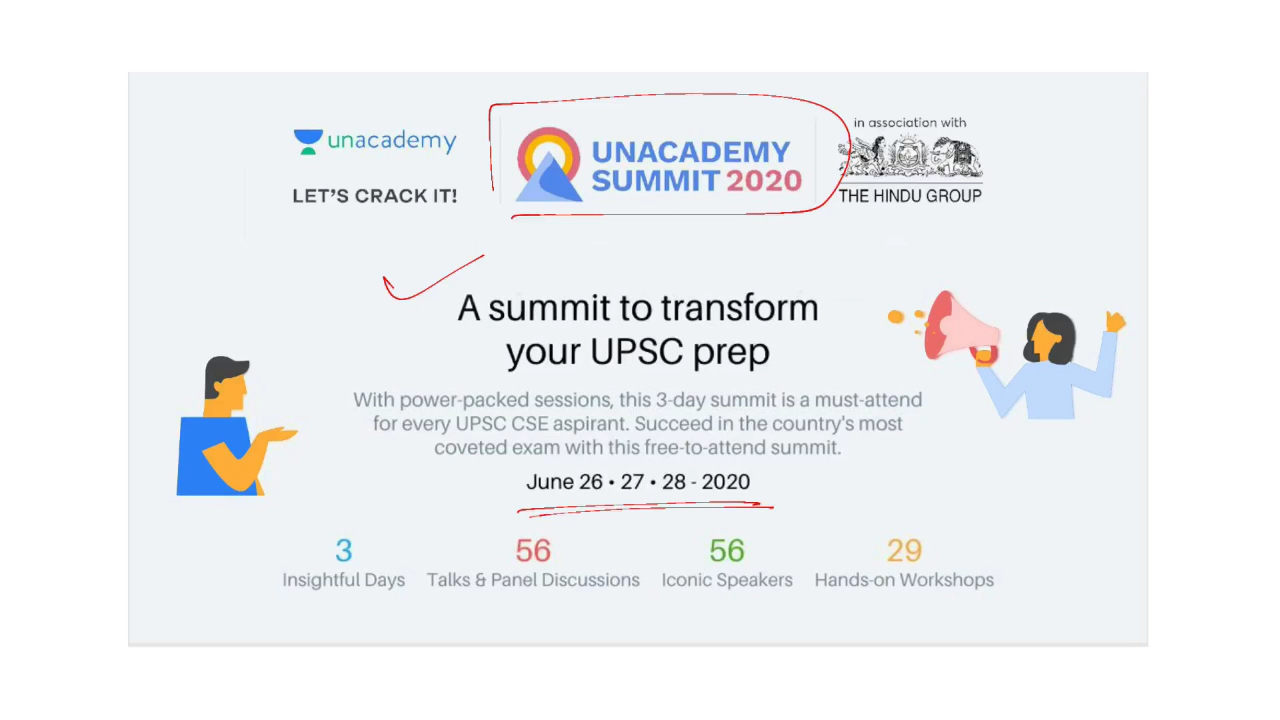 unacademy
LET'S CRACK IT!
UNACADEMY
SUMMIT 2020
in association with
THE HINDU GROUP
A summit to transform
your UPSC prep
With power-packed sessions, this 3-day summit is a must-attend
for every UPSC CSE aspirant. Succeed in the country's most
coveted exam with this free-to-attend summit.
June 26 • 27 • 28 - 2020
3
Insightful Days
56
Talks & Panel Discussions
56
Iconic Speakers
29
Hands-on Workshops